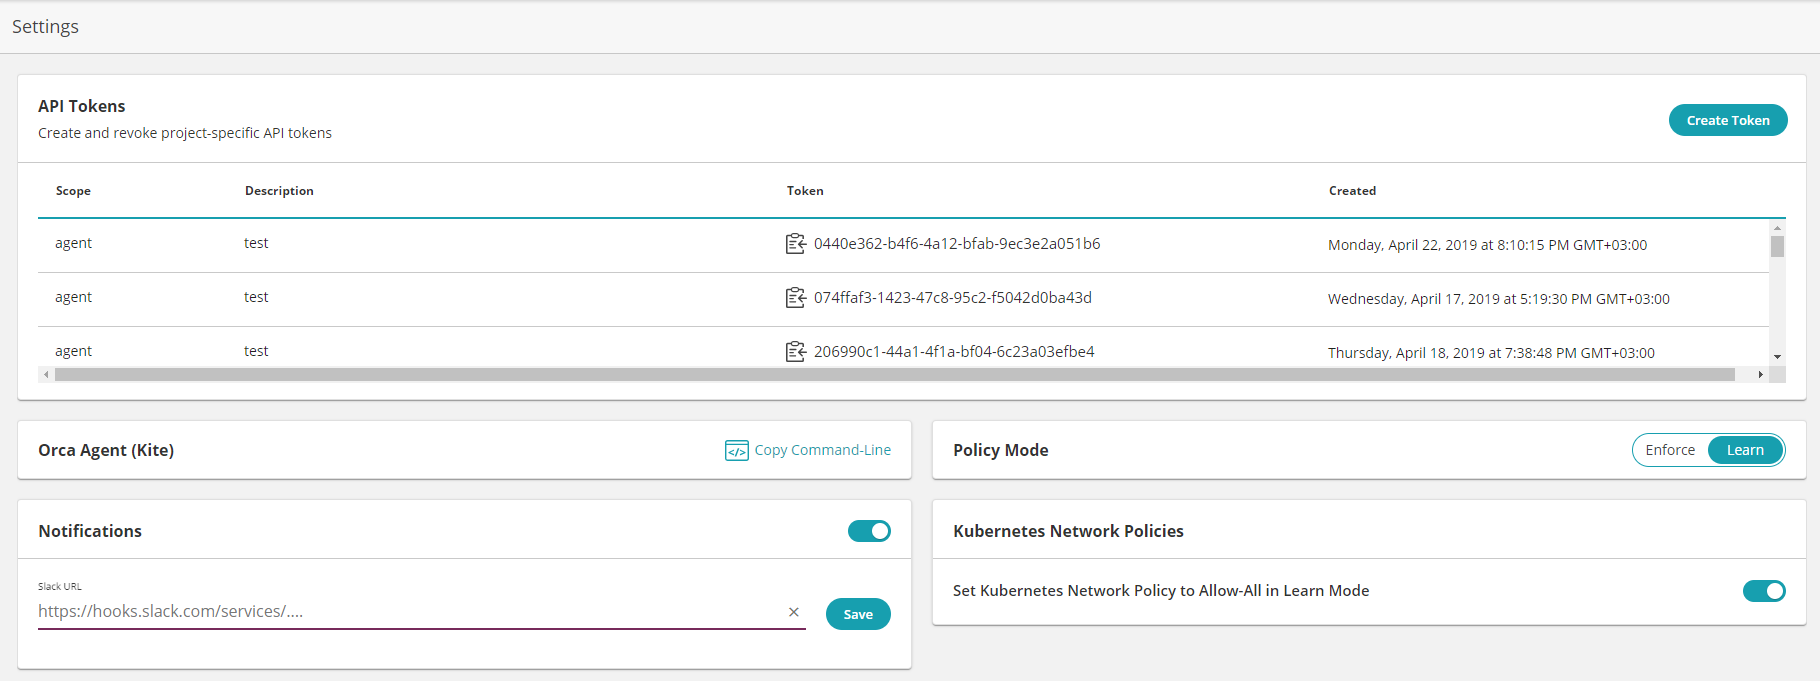 Settings
API Tokens
Create and revoke project-specific API tokens
Create Token
Scope Description Token Created
agent test 0440e362-b4f6-4a12-bfab-9ec3e2a051b6 Monday, April 22, 2019 at 8:10:15 PM GMT+03:00
agent test 074ffaf3-1423-47c8-95c2-f5042d0ba43d Wednesday, April 17, 2019 at 5:19:30 PM GMT+03:00
agent test 206990c1-44a1-4f1a-bf04-6c23a03efbe4 Thursday, April 18, 2019 at 7:38:48 PM GMT+03:00
Orca Agent (Kite) </> Copy Command-Line
Policy Mode Enforce Learn
Notifications
Slack URL
https://hooks.slack.com/services/.... Save
Kubernetes Network Policies
Set Kubernetes Network Policy to Allow-All in Learn Mode